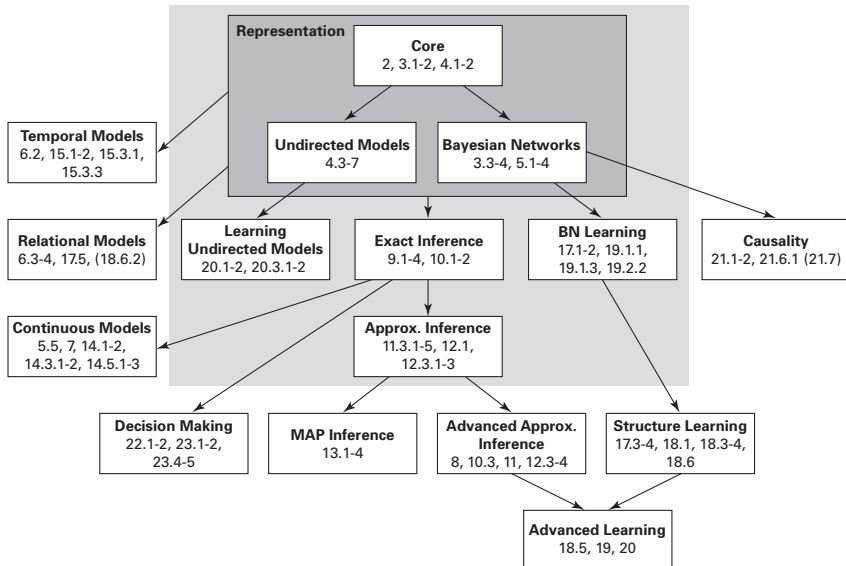 Representation
Core
2, 3.1-2, 4.1-2
Temporal Models
6.2, 15.1-2, 15.3.1,
15.3.3
Undirected Models
4.3-7
Bayesian Networks
3.3-4, 5.1-4
Relational Models
6.3-4, 17.5, (18.6.2)
Learning
Undirected Models
20.1-2, 20.3.1-2
Exact Inference
9.1-4, 10.1-2
BN Learning
17.1-2, 19.1.1,
19.1.3, 19.2.2
Causality
21.1-2, 21.6.1 (21.7)
Continuous Models
5.5, 7, 14.1-2,
14.3.1-2, 14.5.1-3
Approx. Inference
11.3.1-5, 12.1,
12.3.1-3
Decision Making
22.1-2, 23.1-2,
23.4-5
MAP Inference
13.1-4
Advanced Approx.
Inference
8, 10.3, 11, 12.3-4
Structure Learning
17.3-4, 18.1, 18.3-4,
18.6
Advanced Learning
18.5, 19, 20